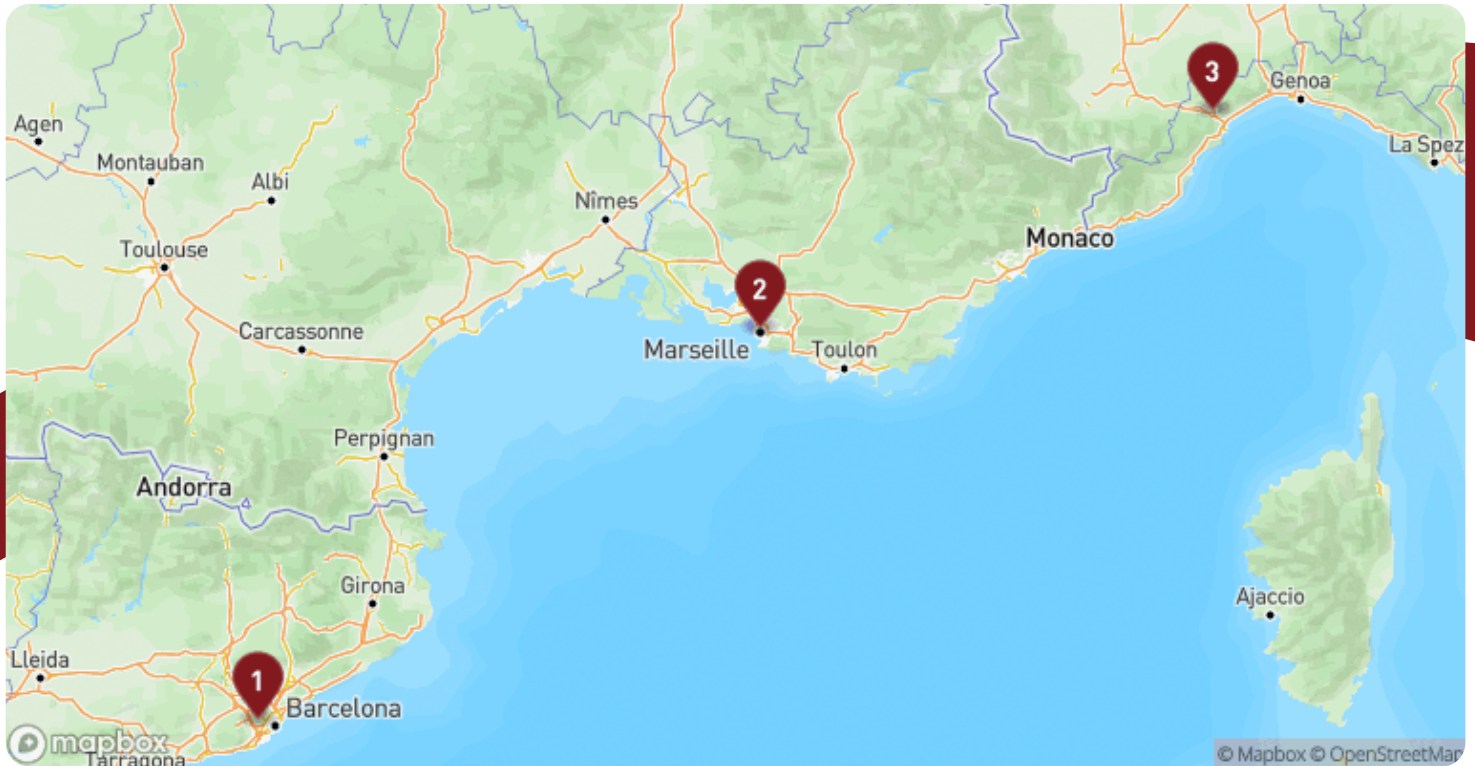 3
Genoa
Agen
La Spez
Montauban
Albi
Nîmes
Toulouse
Monaco
2
Carcassonne
Marseille
Toulon
Perpignan
Andorra
Girona
Ajaccio
Lleida
1
Barcelona
mapbox
Tarragona
© Mapbox © OpenStreetMap